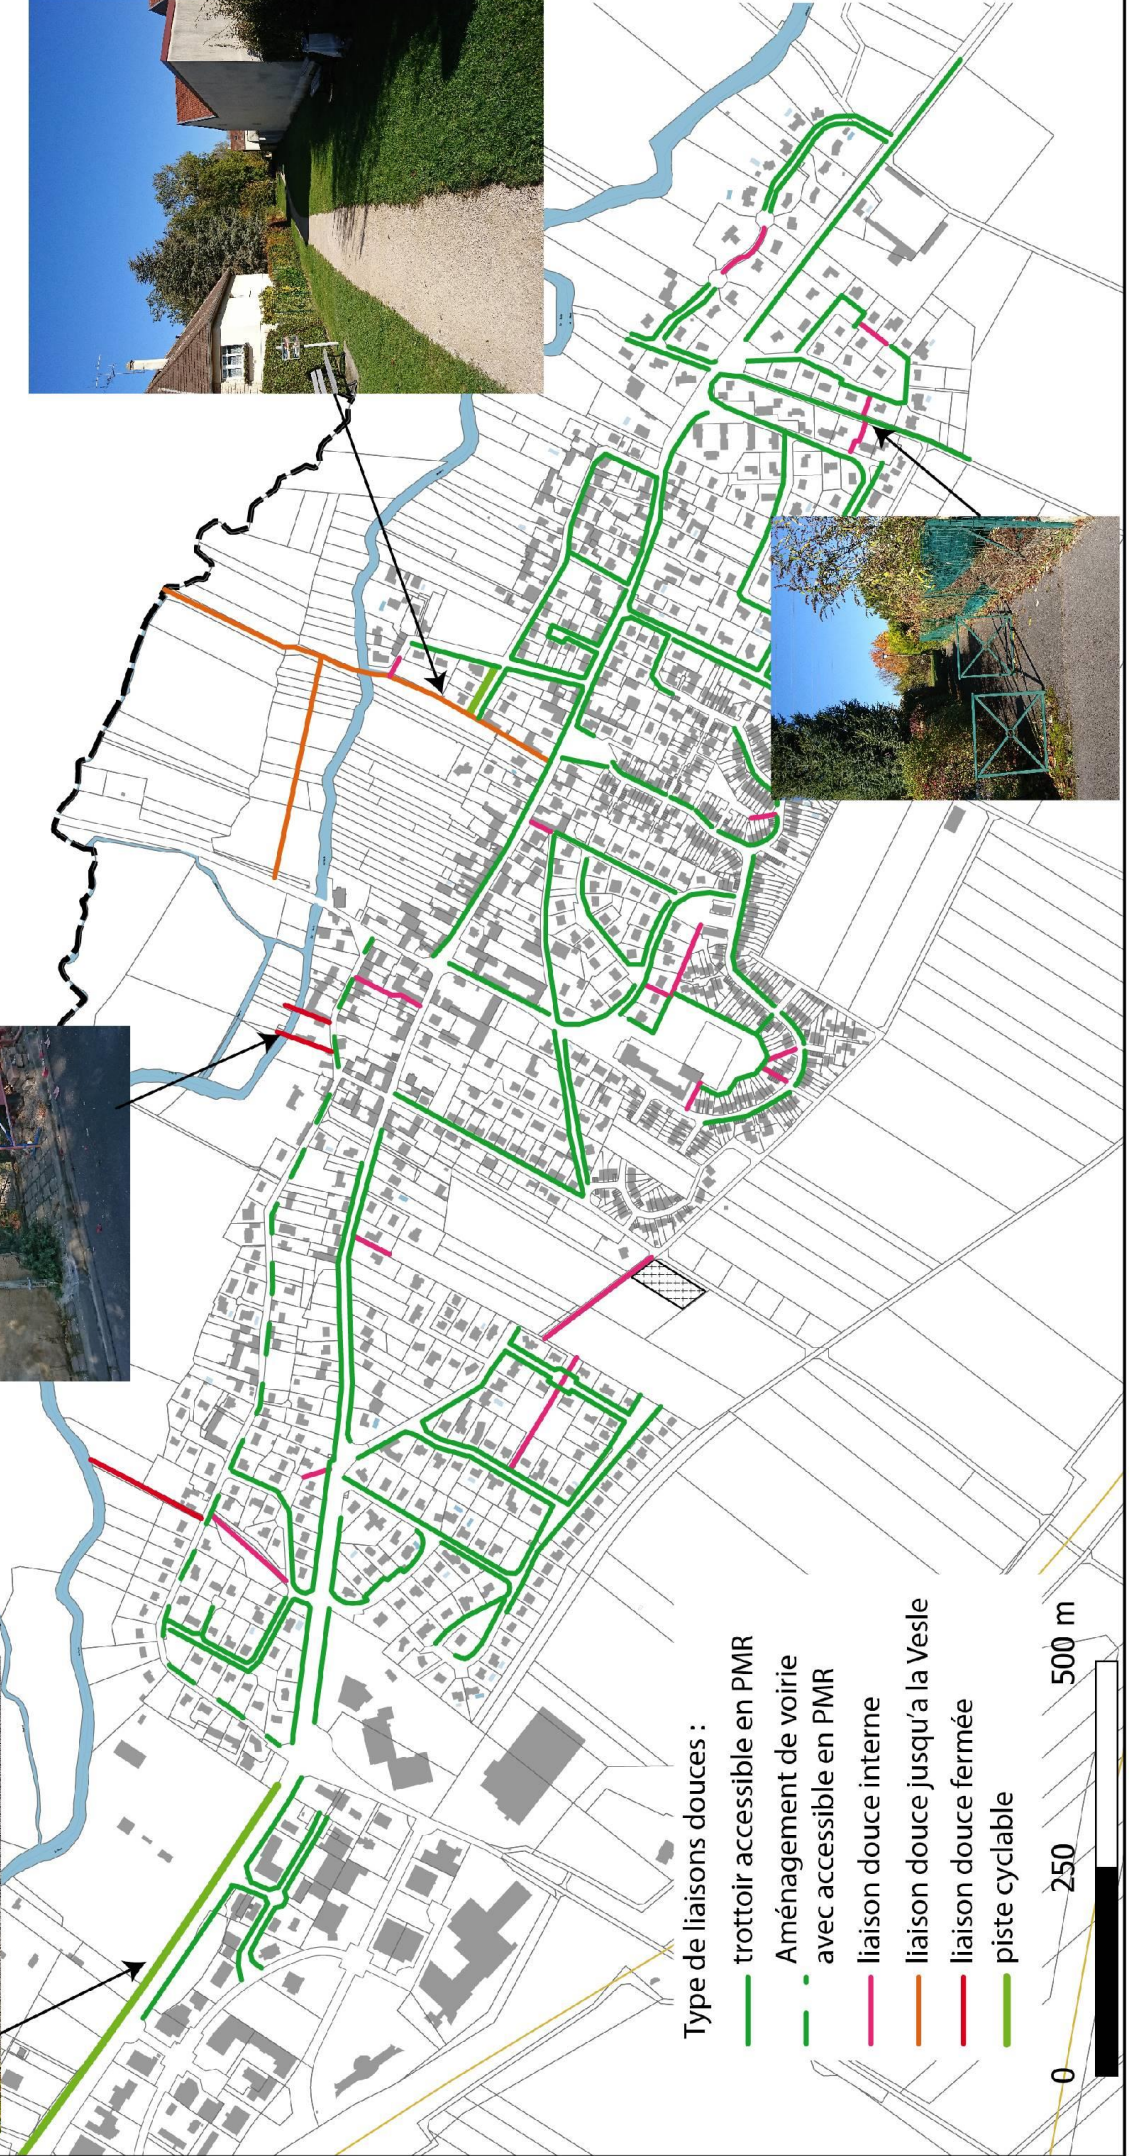 Type de liaisons douces :
trottoir accessible en PMR
Aménagement de voirie
avec accessible en PMR
liaison douce interne
liaison douce jusqu'a la Vesle
liaison douce fermée
piste cyclable
0 250 500 m